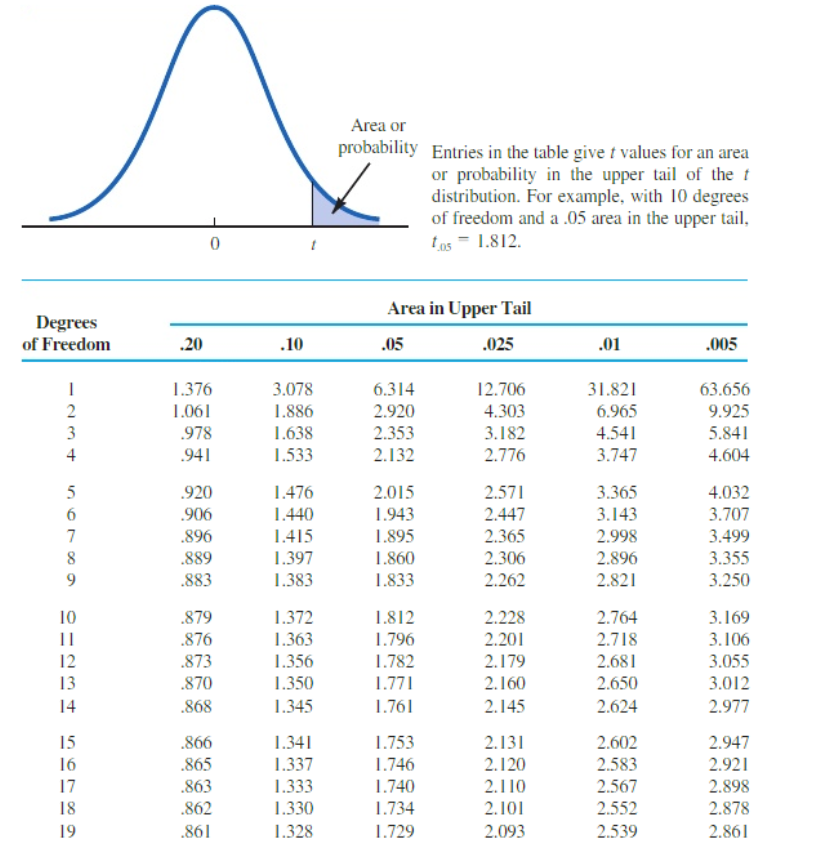 Area or
probability
Entries in the table give t values for an area
or probability in the upper tail of the t
distribution. For example, with 10 degrees
of freedom and a .05 area in the upper tail,
t.05 = 1.812.
0 t
Area in Upper Tail
Degrees
of Freedom .20 .10 .05 .025 .01 .005
1 1.376 3.078 6.314 12.706 31.821 63.656
2 1.061 1.886 2.920 4.303 6.965 9.925
3 .978 1.638 2.353 3.182 4.541 5.841
4 .941 1.533 2.132 2.776 3.747 4.604
5 .920 1.476 2.015 2.571 3.365 4.032
6 .906 1.440 1.943 2.447 3.143 3.707
7 .896 1.415 1.895 2.365 2.998 3.499
8 .889 1.397 1.860 2.306 2.896 3.355
9 .883 1.383 1.833 2.262 2.821 3.250
10 .879 1.372 1.812 2.228 2.764 3.169
11 .876 1.363 1.796 2.201 2.718 3.106
12 .873 1.356 1.782 2.179 2.681 3.055
13 .870 1.350 1.771 2.160 2.650 3.012
14 .868 1.345 1.761 2.145 2.624 2.977
15 .866 1.341 1.753 2.131 2.602 2.947
16 .865 1.337 1.746 2.120 2.583 2.921
17 .863 1.333 1.740 2.110 2.567 2.898
18 .862 1.330 1.734 2.101 2.552 2.878
19 .861 1.328 1.729 2.093 2.539 2.861